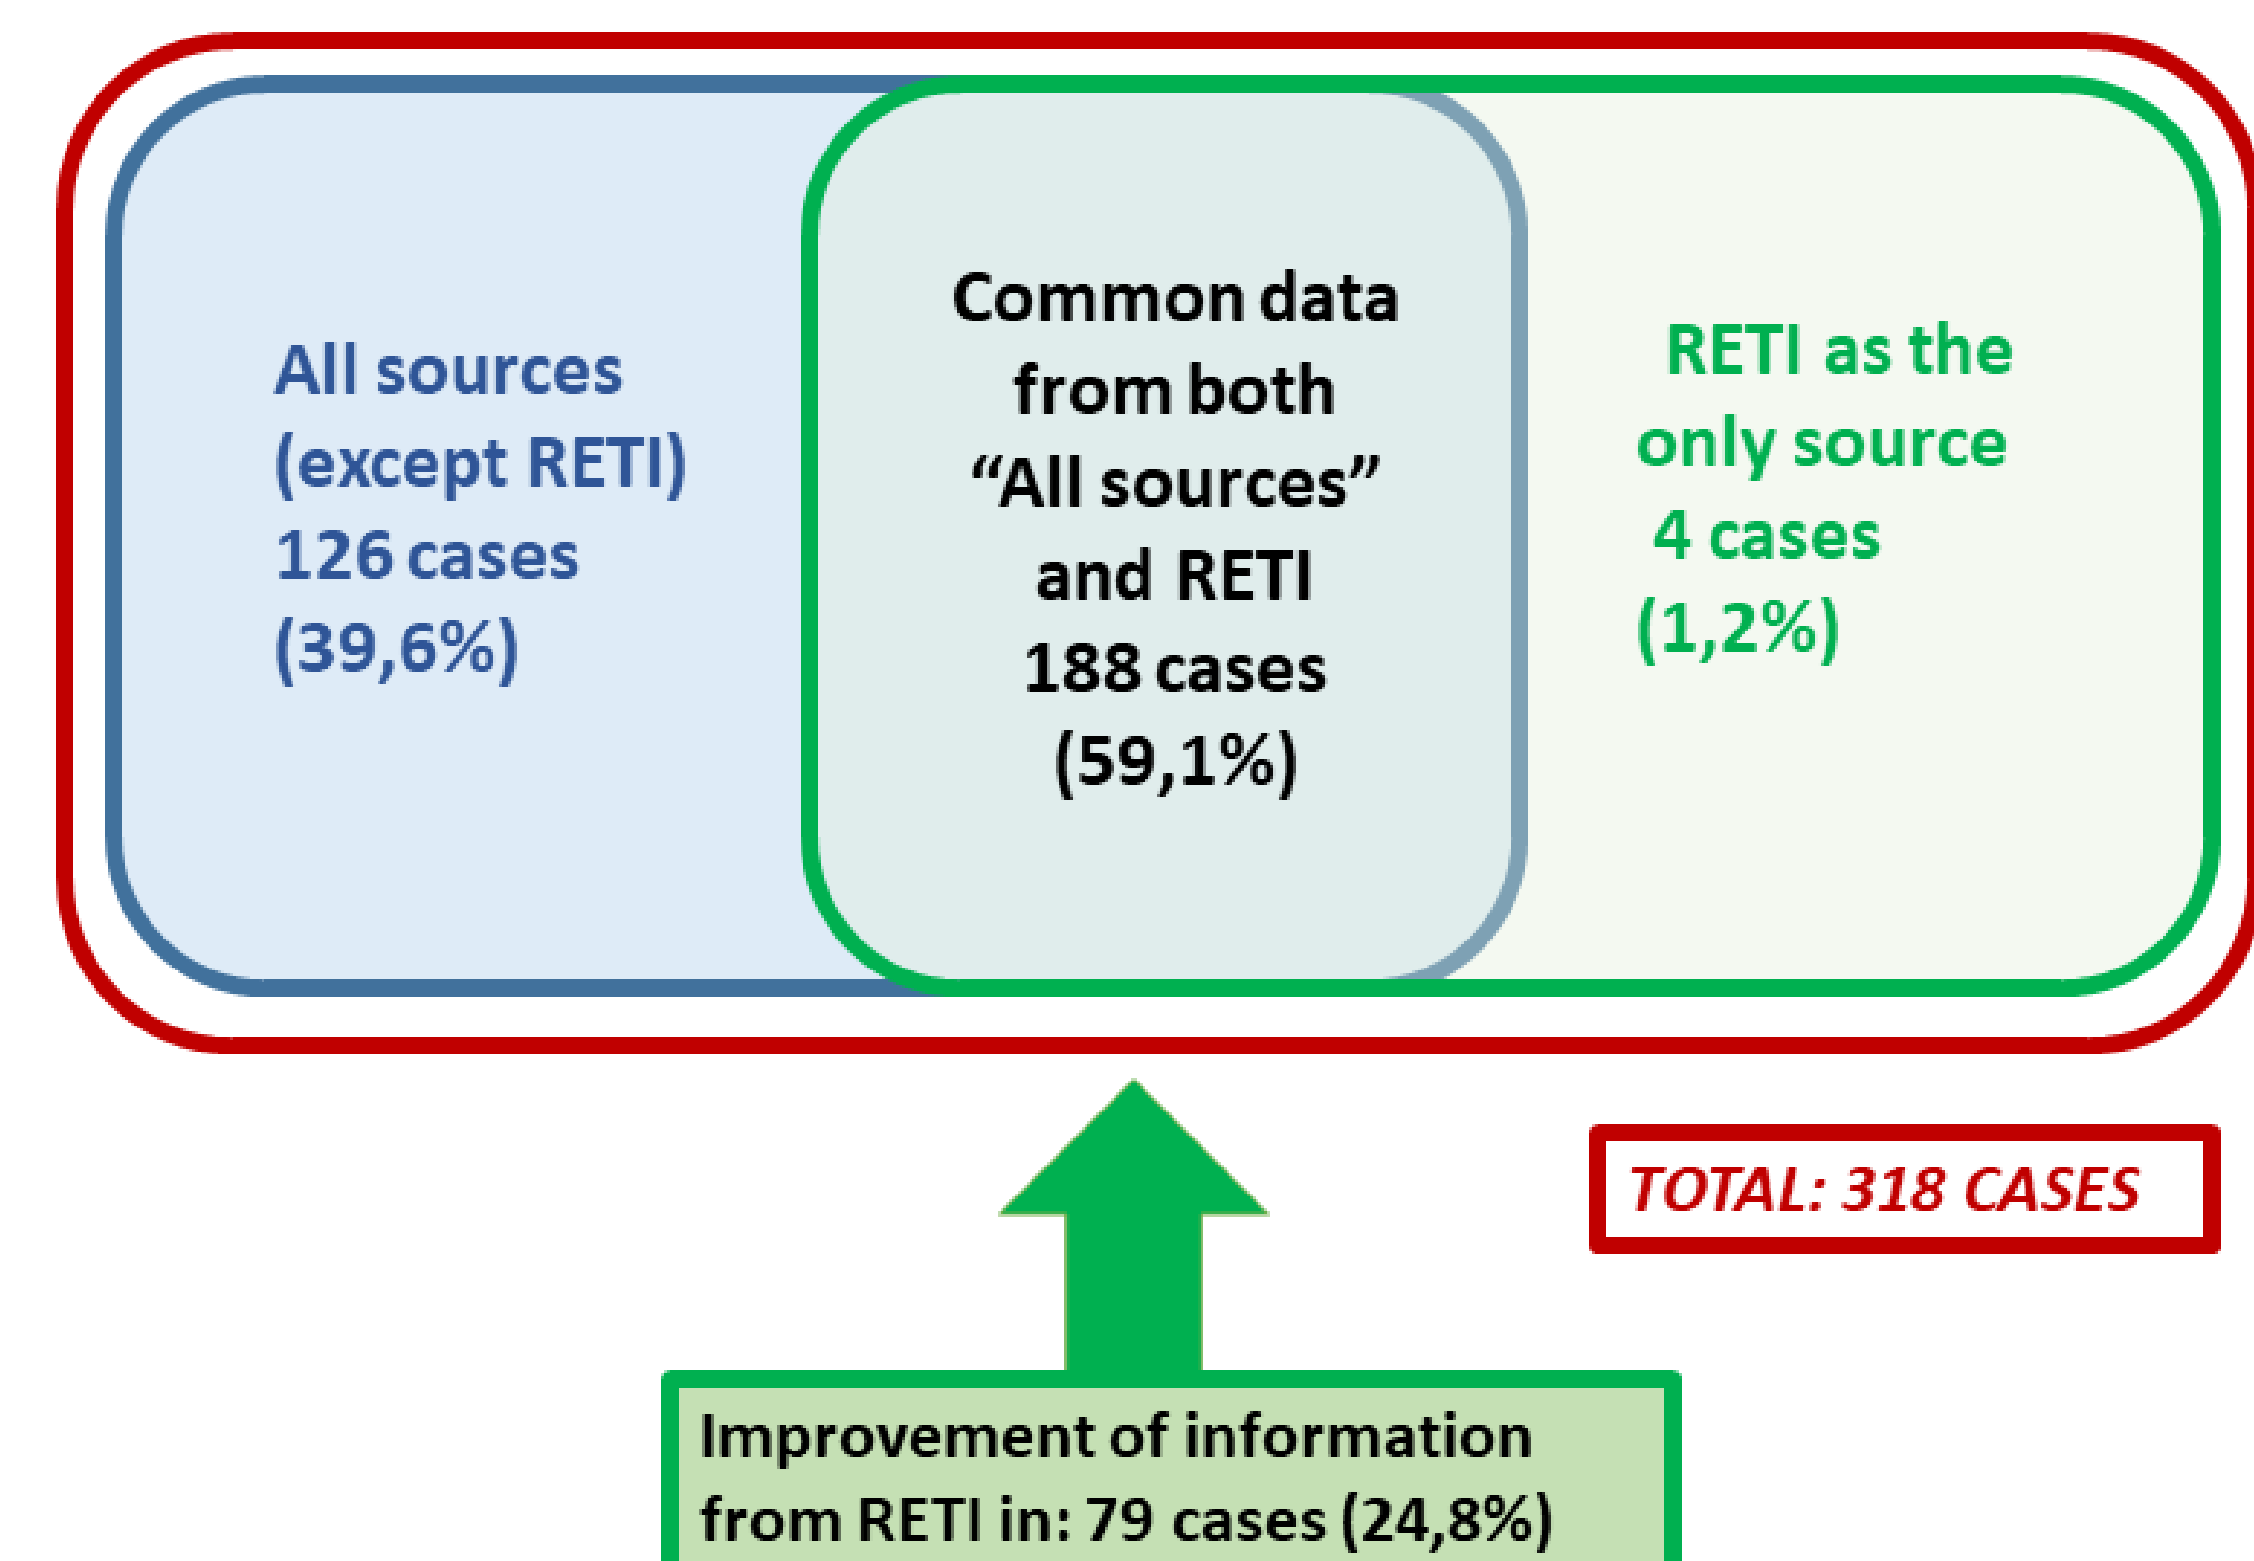 All sources
(except RETI)
126 cases
(39,6%)
Common data
from both
“All sources”
and RETI
188 cases
(59,1%)
RETI as the
only source
4 cases
(1,2%)
TOTAL: 318 CASES
Improvement of information
from RETI in: 79 cases (24,8%)